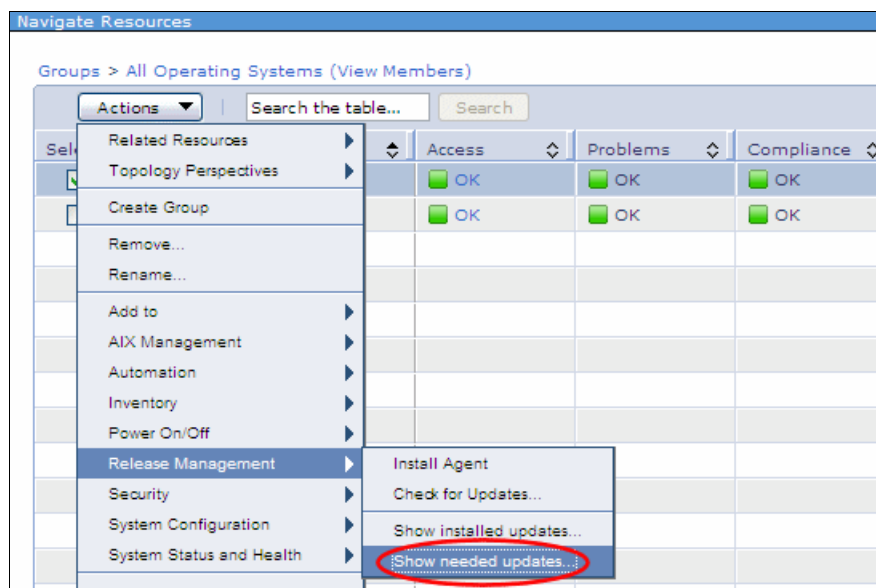 Navigate Resources
Groups > All Operating Systems (View Members)
Actions Search the table... Search
Access Problems Compliance
Related Resources
Topology Perspectives
OK OK OK
Create Group
OK OK OK
Remove...
Rename...
Add to
AIX Management
Automation
Inventory
Power On/Off
Release Management
Install Agent
Security
Check for Updates...
System Configuration
Show installed updates...
System Status and Health
Show needed updates...